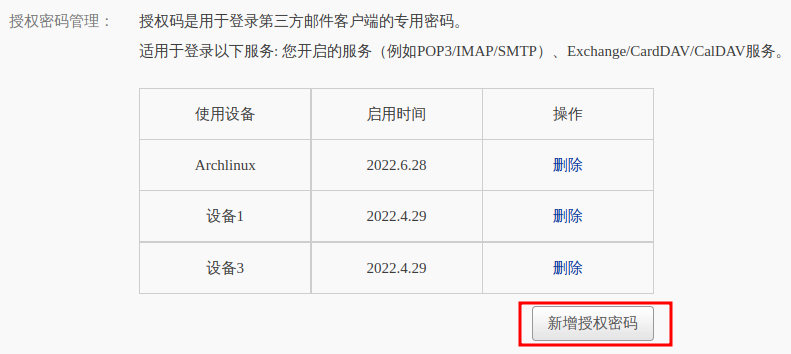 授权密码管理： 授权码是用于登录第三方邮件客户端的专用密码。
适用于登录以下服务: 您开启的服务（例如POP3/IMAP/SMTP）、Exchange/CardDAV/CalDAV服务。
使用设备 启用时间 操作
Archlinux 2022.6.28 删除
设备1 2022.4.29 删除
设备3 2022.4.29 删除
新增授权密码